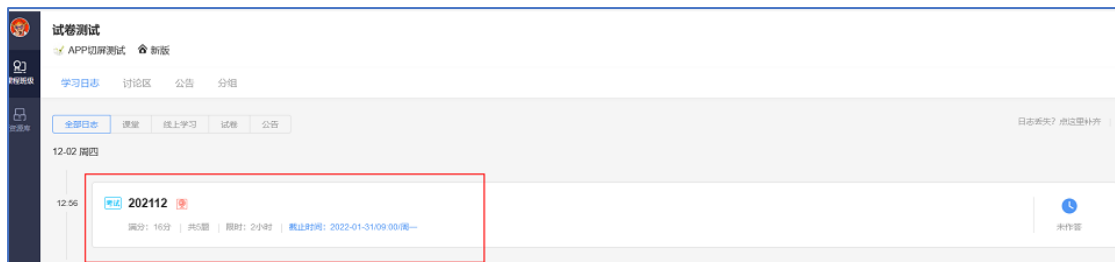 试卷测试
APP切屏测试 新版
课程班级
学习日志 讨论区 公告 分组
资源库
全部日志 课堂 线上学习 试卷 公告 日志丢失? 点这里补齐
12-02 周四
12:56 考试 202112
满分: 16分 | 共5题 | 限时: 2小时 | 截止时间: 2022-01-31/09:00/周一
未作答